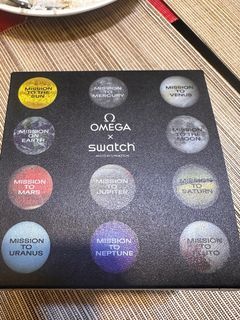 MISSION
TO THE
SUN
MISSION
TO
MERCURY
MISSION
TO
VENUS
MISSION
ON
EARTH
Ω
OMEGA
×
swatch
MISSION
TO THE
MOON
MISSION
TO
MARS
MISSION
TO
JUPITER
MISSION
TO
SATURN
MISSION
TO
URANUS
MISSION
TO
NEPTUNE
MISSION
TO
PLUTO